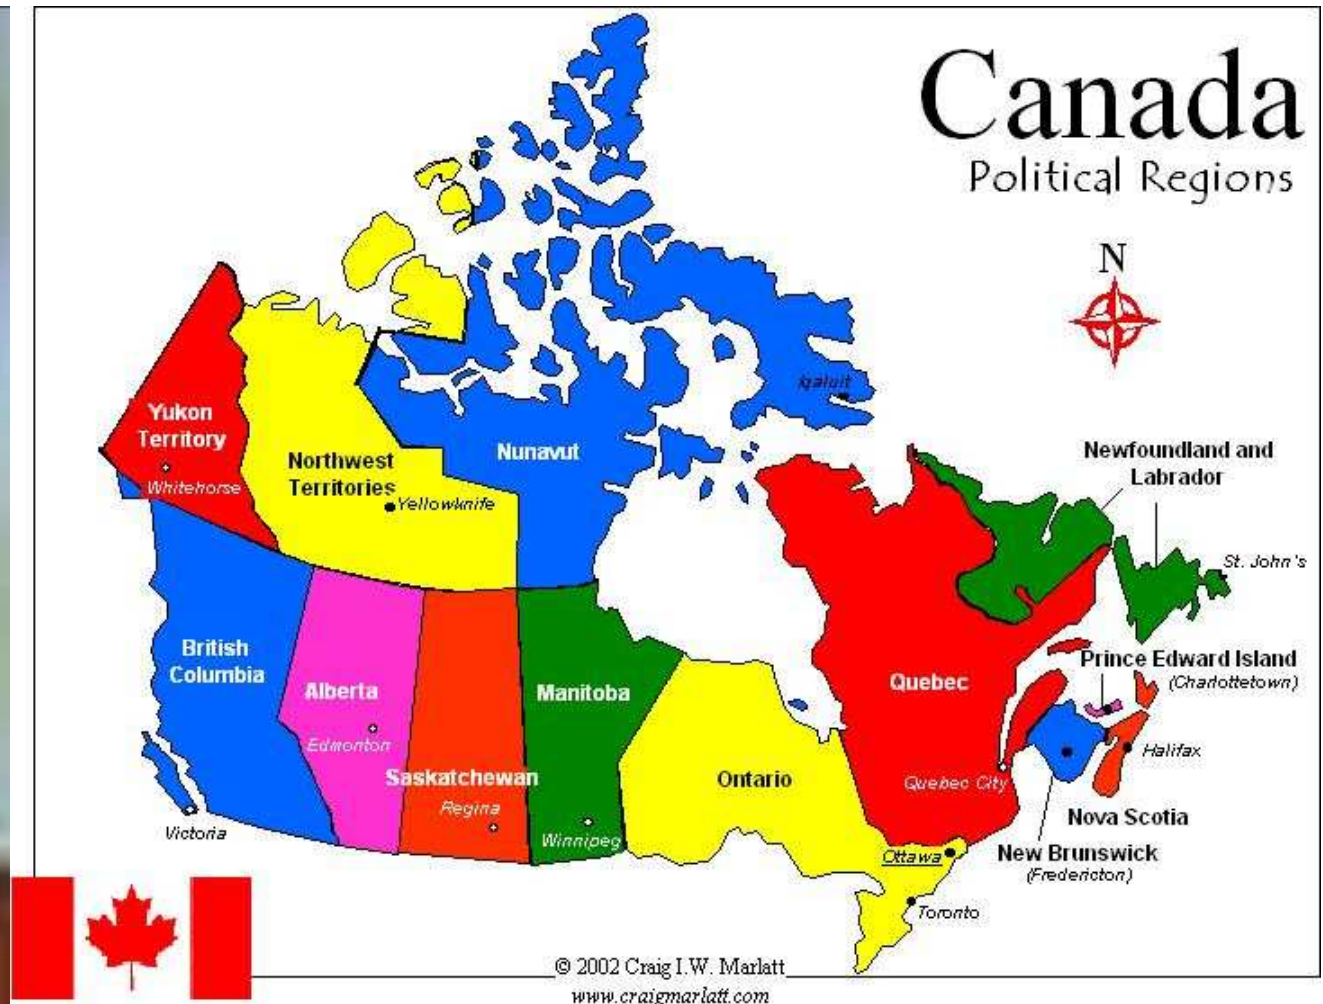 Canada
Political Regions
N
Iqaluit
Yukon
Territory
Whitehorse
Northwest
Territories
Yellowknife
Nunavut
Newfoundland and
Labrador
St. John's
British
Columbia
Victoria
Alberta
Edmonton
Saskatchewan
Regina
Manitoba
Winnipeg
Ontario
Ottawa
Toronto
Quebec
Quebec City
Prince Edward Island
(Charlottetown)
Halifax
Nova Scotia
New Brunswick
(Fredericton)
© 2002 Craig I.W. Marlatt
www.craigmarlatt.com